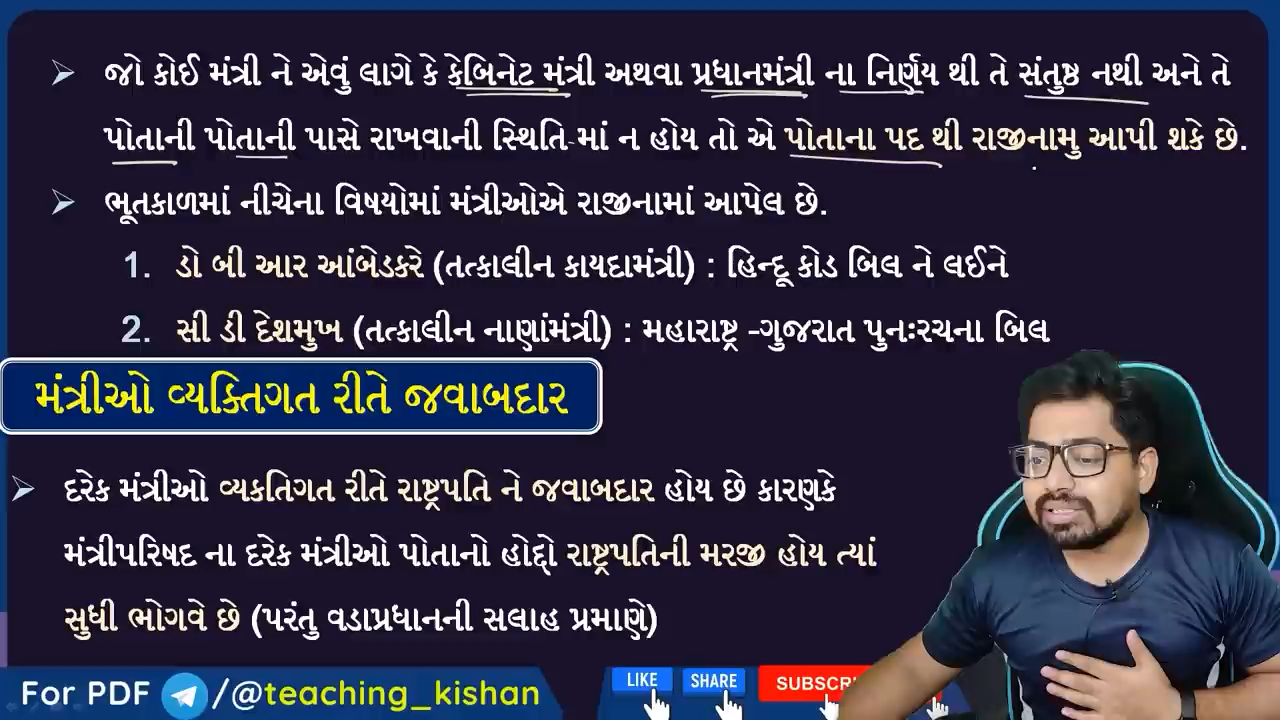 જો કોઈ મંત્રી ને એવું લાગે કે કેબિનેટ મંત્રી અથવા પ્રધાનમંત્રી ના નિર્ણય થી તે સંતુષ્ઠ નથી અને તે
પોતાની પોતાની પાસે રાખવાની સ્થિતિ માં ન હોય તો એ પોતાના પદ થી રાજીનામુ આપી શકે છે.
ભૂતકાળમાં નીચેના વિષયોમાં મંત્રીઓએ રાજીનામાં આપેલ છે.
1. ડો બી આર આંબેડકરે (તત્કાલીન કાયદામંત્રી) : હિન્દૂ કોડ બિલ ને લઈને
2. સી ડી દેશમુખ (તત્કાલીન નાણાંમંત્રી) : મહારાષ્ટ્ર -ગુજરાત પુનઃરચના બિલ
મંત્રીઓ વ્યક્તિગત રીતે જવાબદાર
દરેક મંત્રીઓ વ્યકતિગત રીતે રાષ્ટ્રપતિ ને જવાબદાર હોય છે કારણકે
મંત્રીપરિષદ ના દરેક મંત્રીઓ પોતાનો હોદ્દો રાષ્ટ્રપતિની મરજી હોય ત્યાં
સુધી ભોગવે છે (પરંતુ વડાપ્રધાનની સલાહ પ્રમાણે)
For PDF /@teaching_kishan
LIKE SHARE